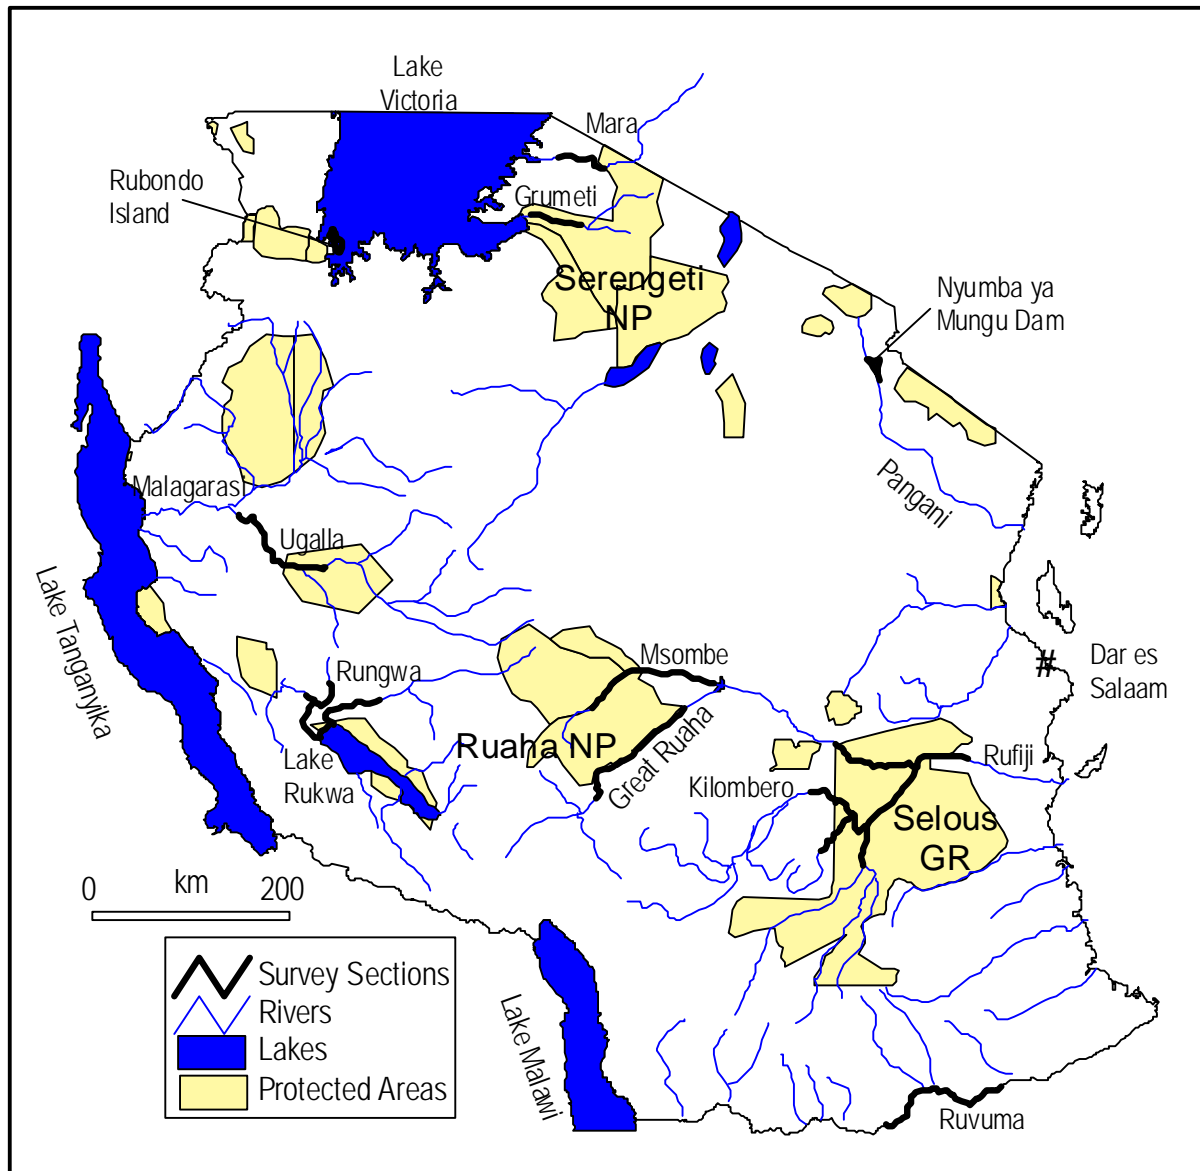 Lake
Victoria
Mara
Rubondo
Island
Grumeti
Serengeti
NP
Nyumba ya
Mungu Dam
Malagarasi
Pangani
Ugalla
Lake Tanganyika
Rungwa
Msombe
Dar es
Salaam
#
Lake
Rukwa
Ruaha NP
Great Ruaha
Kilombero
Rufiji
Selous
GR
0 km 200
Survey Sections
Rivers
Lakes
Protected Areas
Lake Malawi
Ruvuma